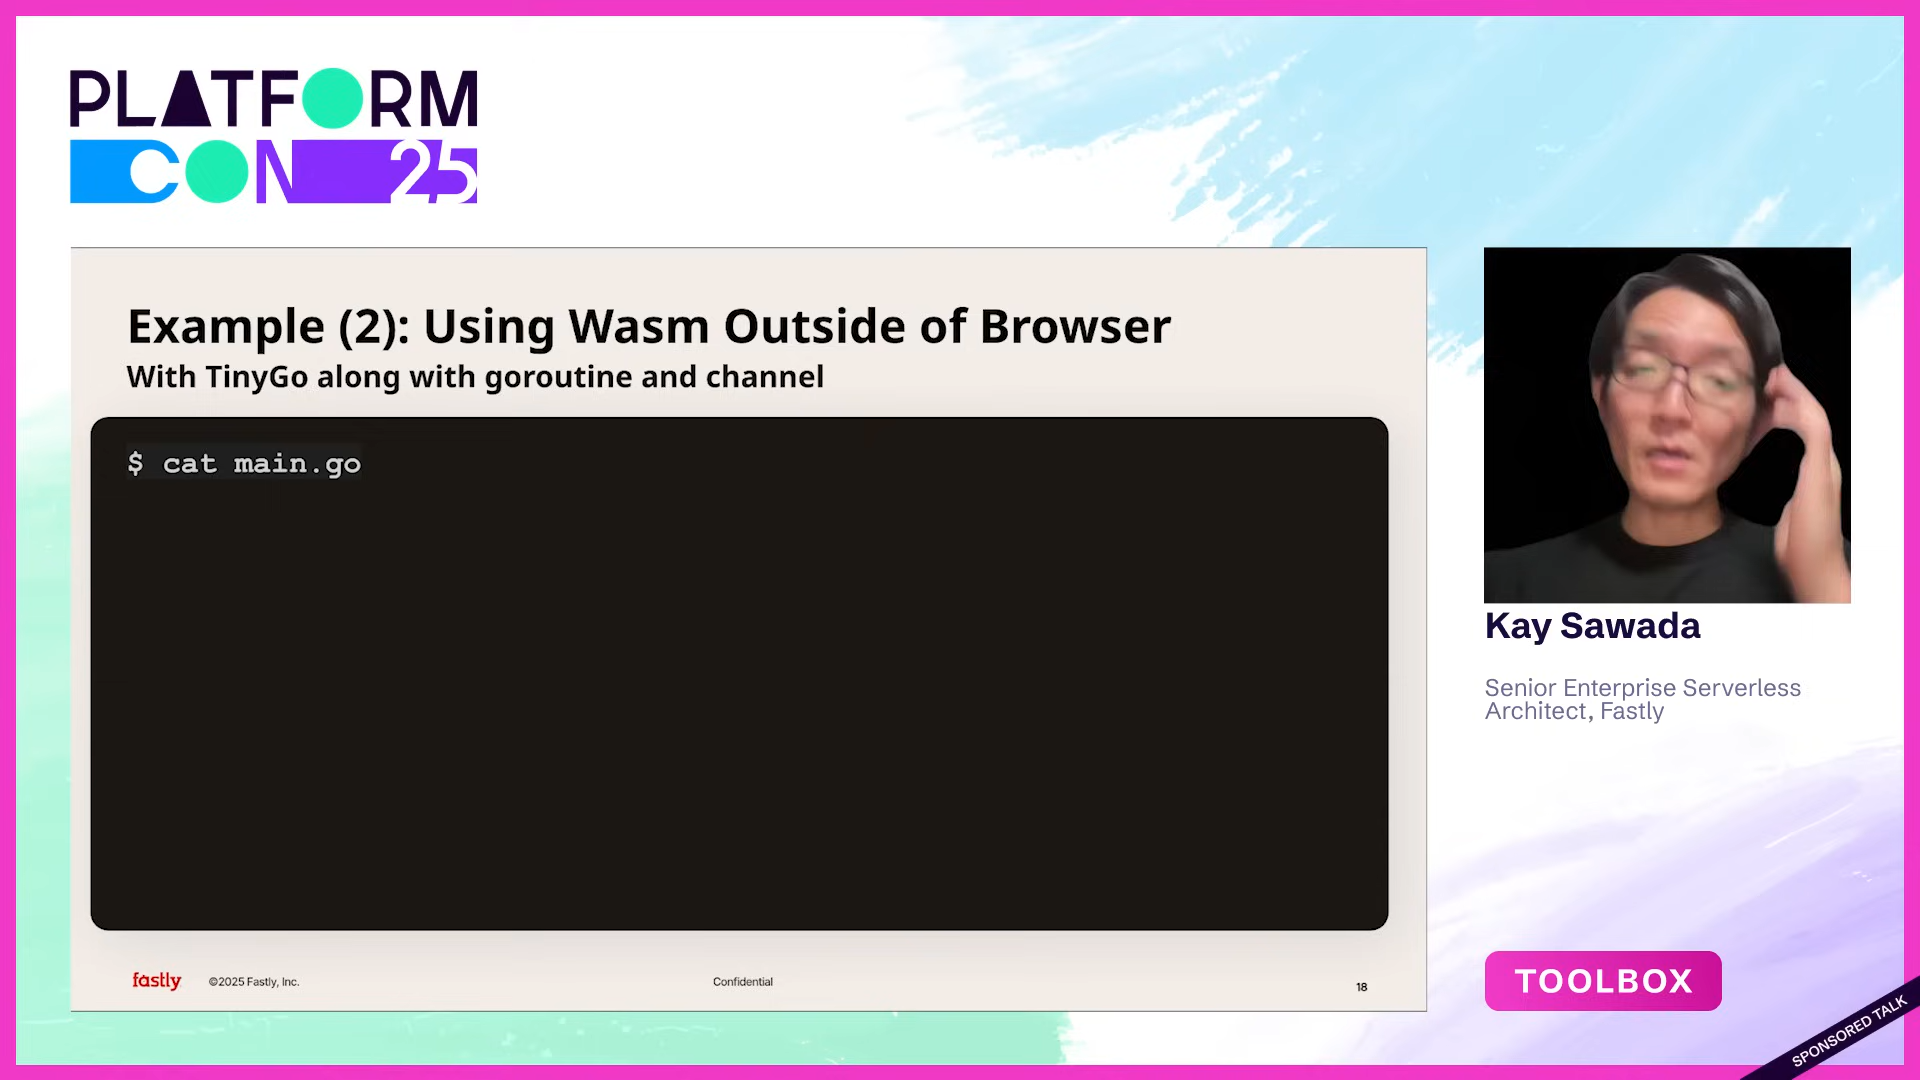 PLATFORM
CON 25
Example (2): Using Wasm Outside of Browser
With TinyGo along with goroutine and channel
$ cat main.go
fastly
©2025 Fastly, Inc.
Confidential
18
Kay Sawada
Senior Enterprise Serverless
Architect, Fastly
TOOLBOX
SPONSORED TALK